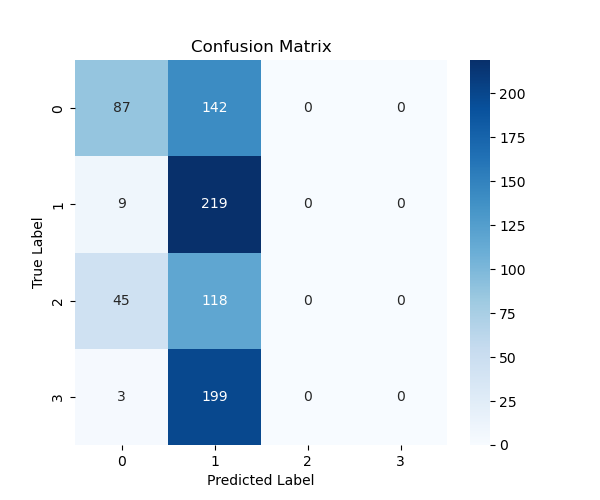 Confusion Matrix
0 87 142 0 0
1 9 219 0 0
2 45 118 0 0
3 3 199 0 0
0 1 2 3
Predicted Label
True Label
200
175
150
125
100
75
50
25
0